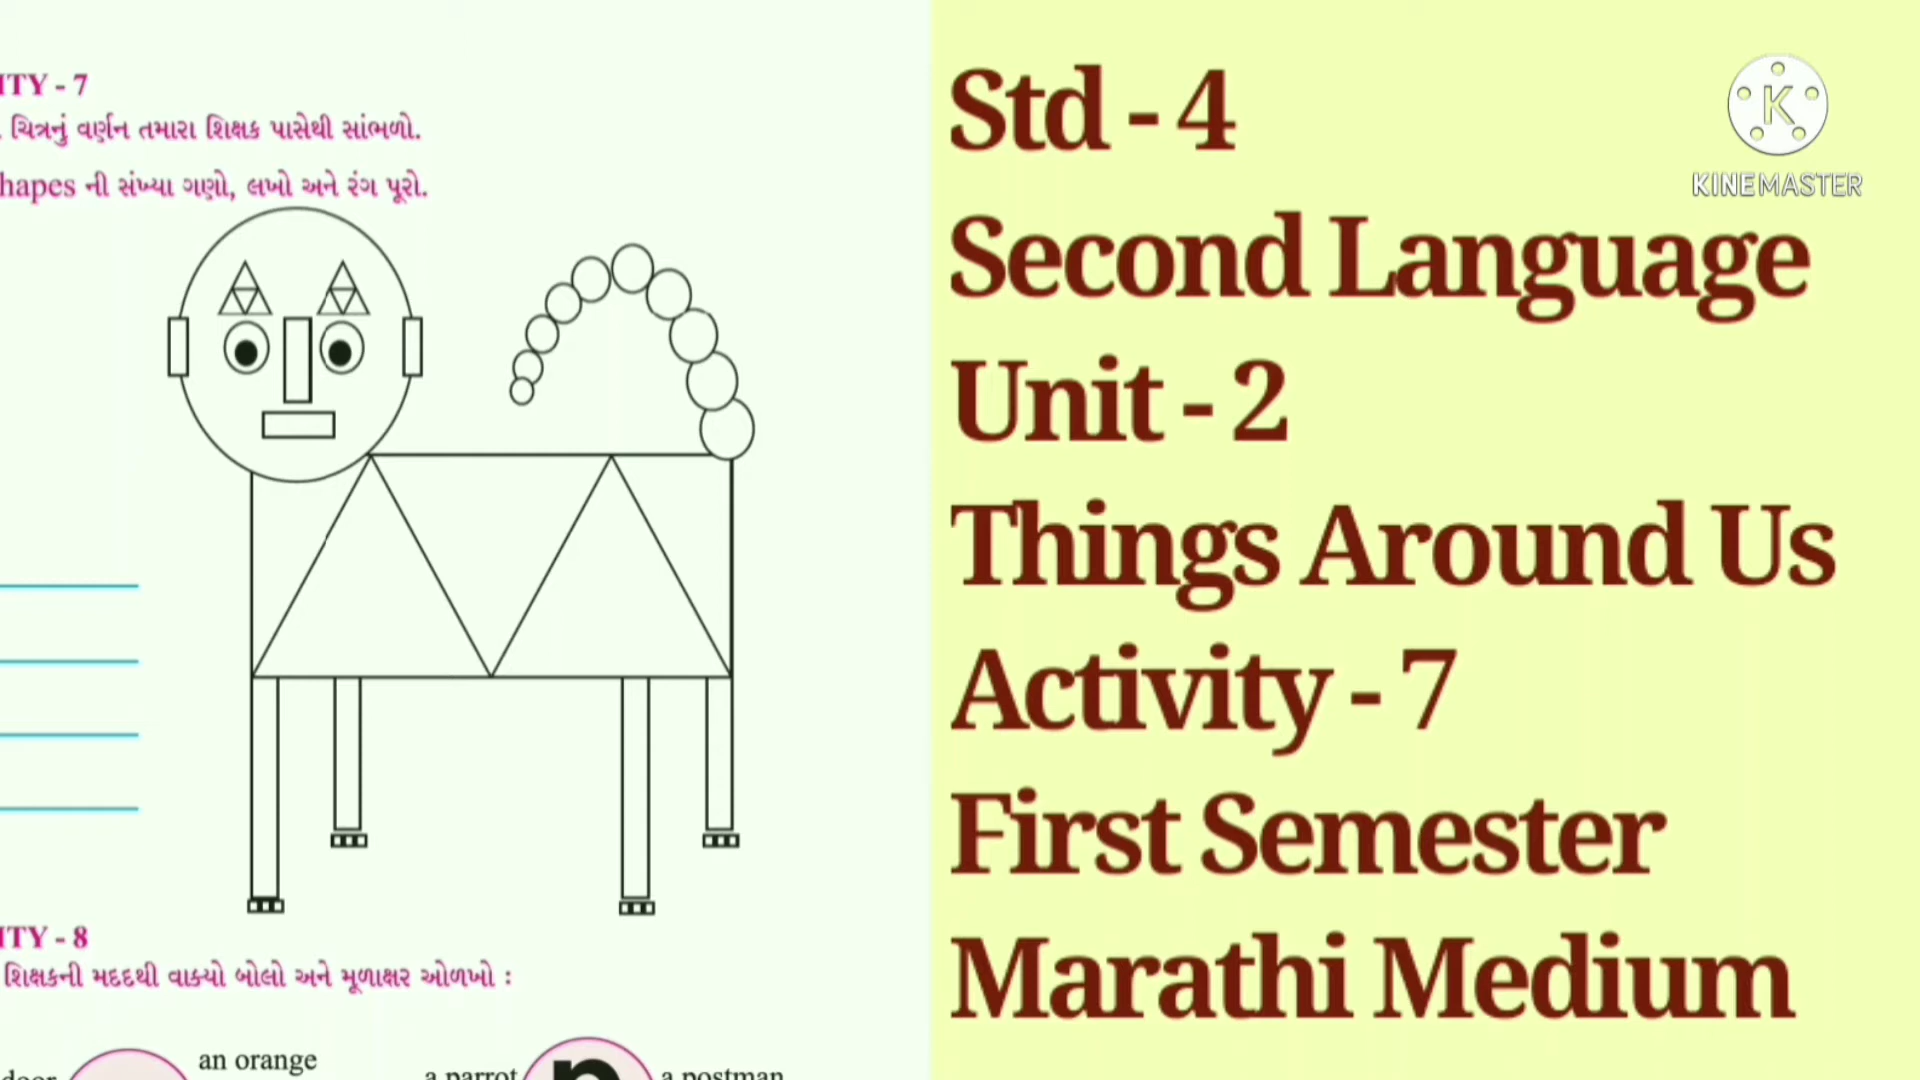 ITY - 7
ચિત્રનું વર્ણન તમારા શિક્ષક પાસેથી સાંભળો.
hapes ની સંખ્યા ગણો, લખો અને રંગ પૂરો.
ITY - 8
શિક્ષકની મદદથી વાક્યો બોલો અને મૂળાક્ષર ઓળખો :
door
an orange
a parrot
p
a postman
Std - 4
Second Language
Unit - 2
Things Around Us
Activity - 7
First Semester
Marathi Medium
K
KINEMASTER